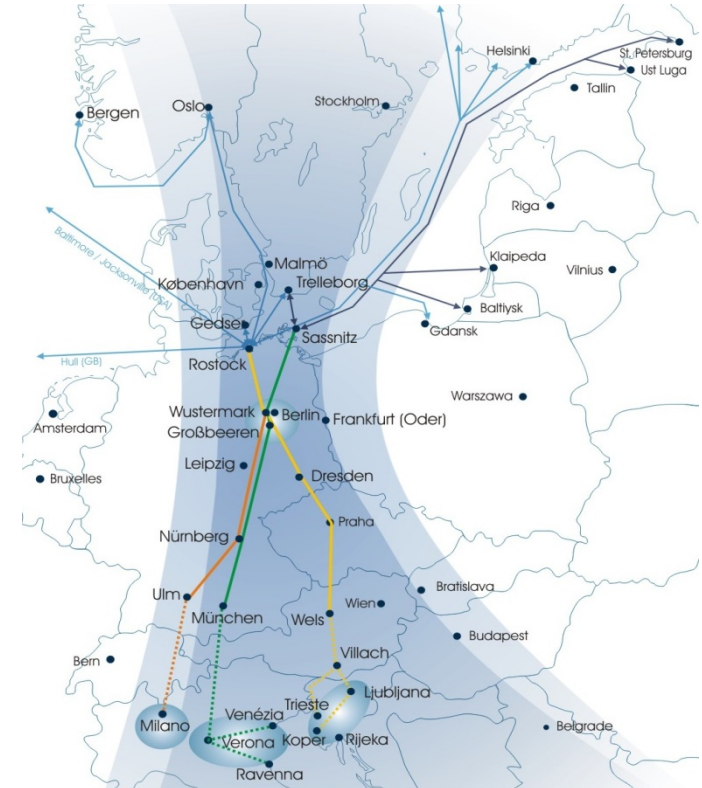 Helsinki
St. Petersburg
Ust Luga
Tallin
Stockholm
Oslo
Bergen
Riga
Baltimore / Jacksonville (USA)
Malmö
Klaipeda
Vilnius
København
Trelleborg
Baltiysk
Gedser
Sassnitz
Gdansk
Hull (GB)
Rostock
Warszawa
Wustermark
Berlin
Frankfurt (Oder)
Amsterdam
Großbeeren
Leipzig
Bruxelles
Dresden
Praha
Nürnberg
Ulm
München
Wels
Wien
Bratislava
Budapest
Bern
Villach
Ljubljana
Milano
Venézia
Trieste
Verona
Koper
Rijeka
Belgrade
Ravenna